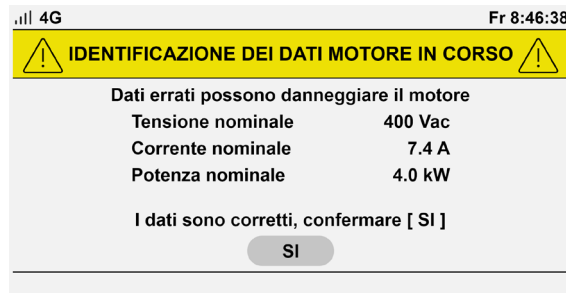 4G Fr 8:46:38
IDENTIFICAZIONE DEI DATI MOTORE IN CORSO
Dati errati possono danneggiare il motore
Tensione nominale 400 Vac
Corrente nominale 7.4 A
Potenza nominale 4.0 kW
I dati sono corretti, confermare [ SI ]
SI